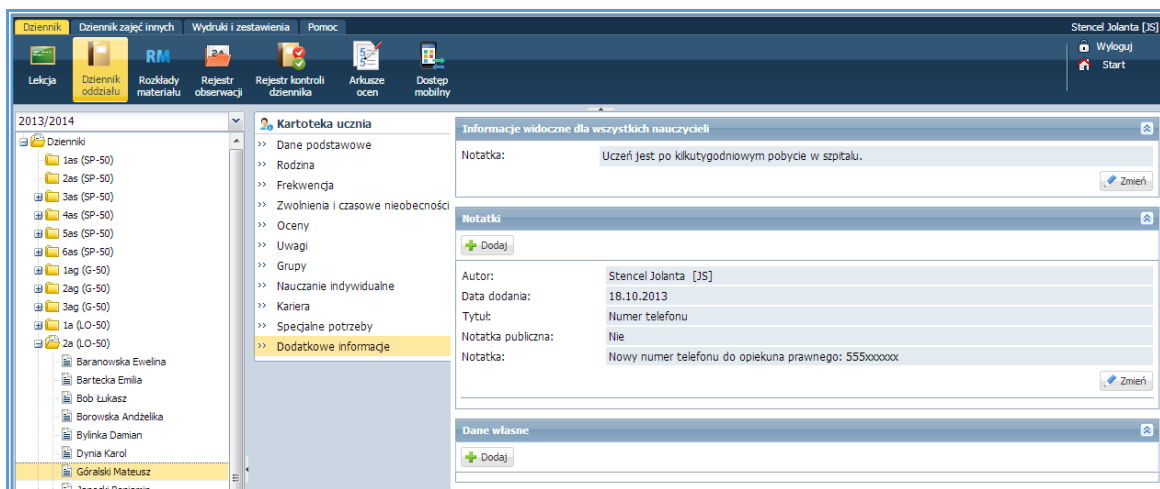 Dziennik Dziennik zajęć innych Wydruki i zestawienia Pomoc Stencel Jolanta [JS]
Wyloguj
Start
RM 2A 5
Lekcja Dziennik oddziału Rozkłady materiału Rejestr obserwacji Rejestr kontroli dziennika Arkusze ocen Dostęp mobilny
2013/2014
Dzienniki
1as (SP-50)
2as (SP-50)
3as (SP-50)
4as (SP-50)
5as (SP-50)
6as (SP-50)
1ag (G-50)
2ag (G-50)
3ag (G-50)
1a (LO-50)
2a (LO-50)
Baranowska Ewelina
Bartecka Emilia
Bob Łukasz
Borowska Andżelika
Bylinka Damian
Dynia Karol
Góralski Mateusz
Kartoteka ucznia
>> Dane podstawowe
>> Rodzina
>> Frekwencja
>> Zwolnienia i czasowe nieobecności
>> Oceny
>> Uwagi
>> Grupy
>> Nauczanie indywidualne
>> Kariera
>> Specjalne potrzeby
>> Dodatkowe informacje
Informacje widoczne dla wszystkich nauczycieli
Notatka: Uczeń jest po kilkutygodniowym pobycie w szpitalu.
Zmień
Notatki
Dodaj
Autor: Stencel Jolanta [JS]
Data dodania: 18.10.2013
Tytuł: Numer telefonu
Notatka publiczna: Nie
Notatka: Nowy numer telefonu do opiekuna prawnego: 555xxxxxx
Zmień
Dane własne
Dodaj